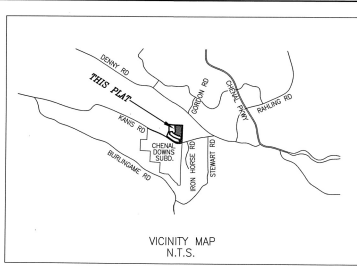 DENNY RD
THIS PLAT
GORDON RD
CHENAL PKWY
RAHLING RD
KANIS RD
CHENAL
DOWNS
SUBD.
BURLINGAME RD
IRON HORSE RD
STEWART RD
VICINITY MAP
N.T.S.